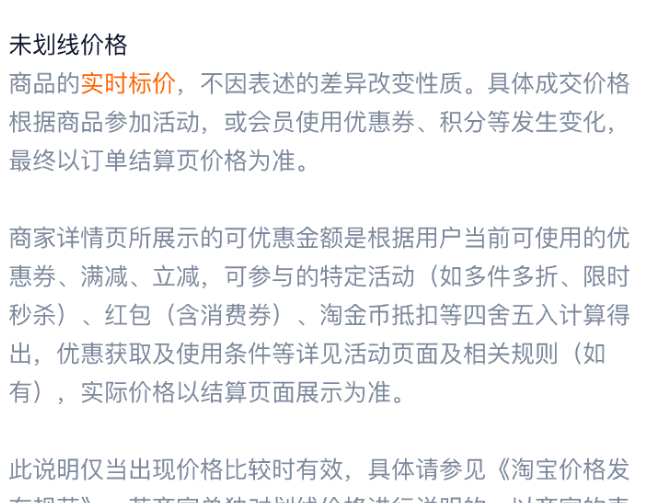 未划线价格
商品的实时标价，不因表述的差异改变性质。具体成交价格
根据商品参加活动，或会员使用优惠券、积分等发生变化，
最终以订单结算页价格为准。
商家详情页所展示的可优惠金额是根据用户当前可使用的优
惠券、满减、立减，可参与的特定活动（如多件多折、限时
秒杀）、红包（含消费券）、淘金币抵扣等四舍五入计算得
出，优惠获取及使用条件等详见活动页面及相关规则（如
有），实际价格以结算页面展示为准。
此说明仅当出现价格比较时有效，具体请参见《淘宝价格发